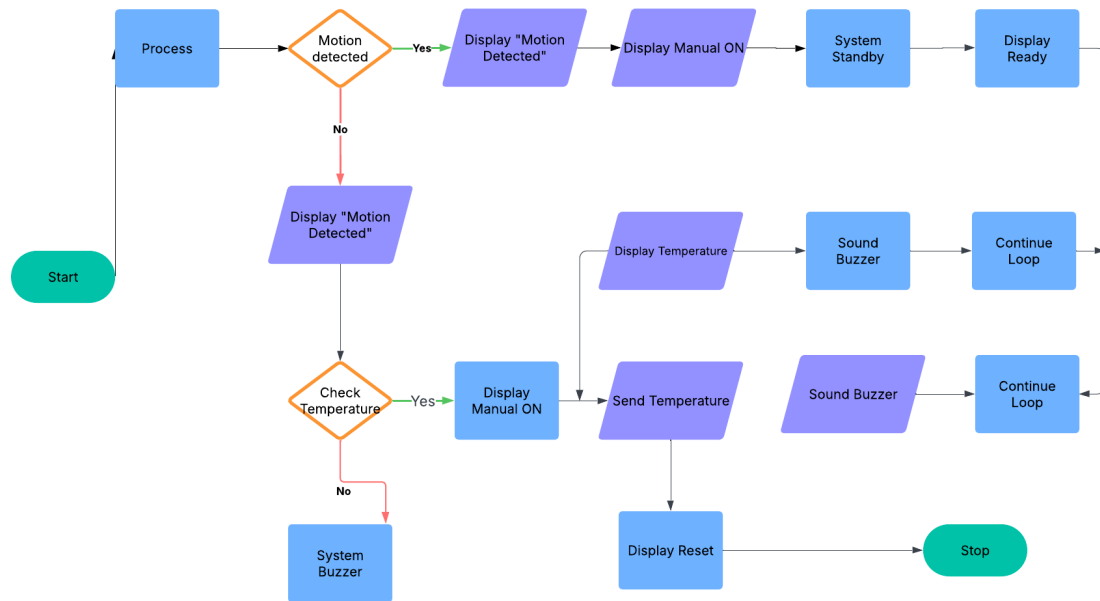 Process
Motion
detected
Yes
Display "Motion
Detected"
Display Manual ON
System
Standby
Display
Ready
No
Display "Motion
Detected"
Start
Display Temperature
Sound
Buzzer
Continue
Loop
Check
Temperature
Yes
Display
Manual ON
Send Temperature
Sound Buzzer
Continue
Loop
No
System
Buzzer
Display Reset
Stop